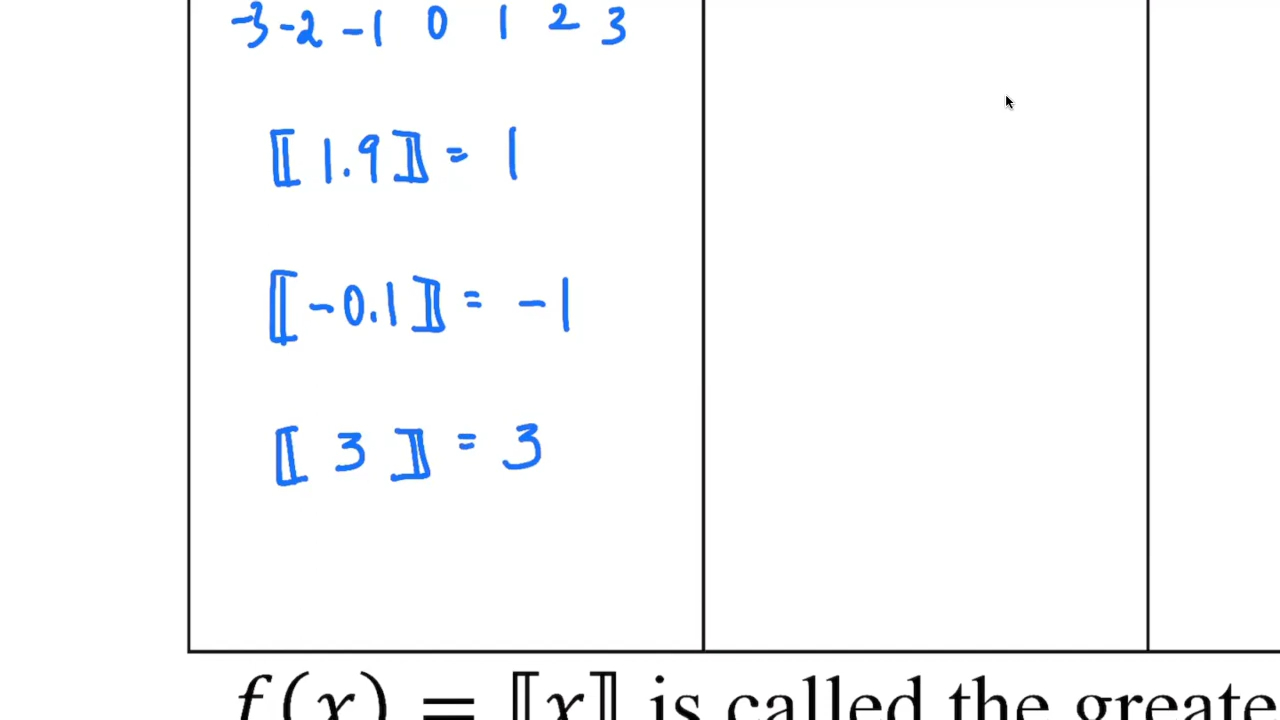 -3 -2 -1 0 1 2 3
⟦ 1.9 ⟧ = 1
⟦ -0.1 ⟧ = -1
⟦ 3 ⟧ = 3
f(x) = ⟦x⟧ is called the greate